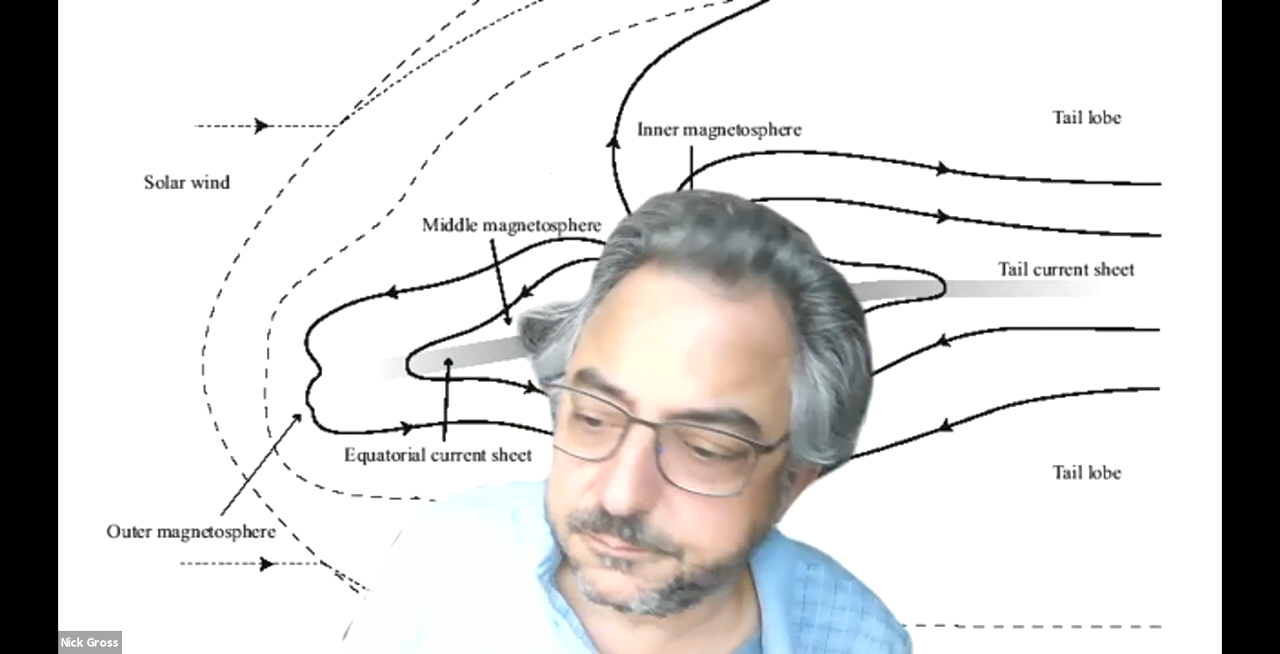 Tail lobe
Inner magnetosphere
Solar wind
Middle magnetosphere
Tail current sheet
Equatorial current sheet
Tail lobe
Outer magnetosphere
Nick Gross